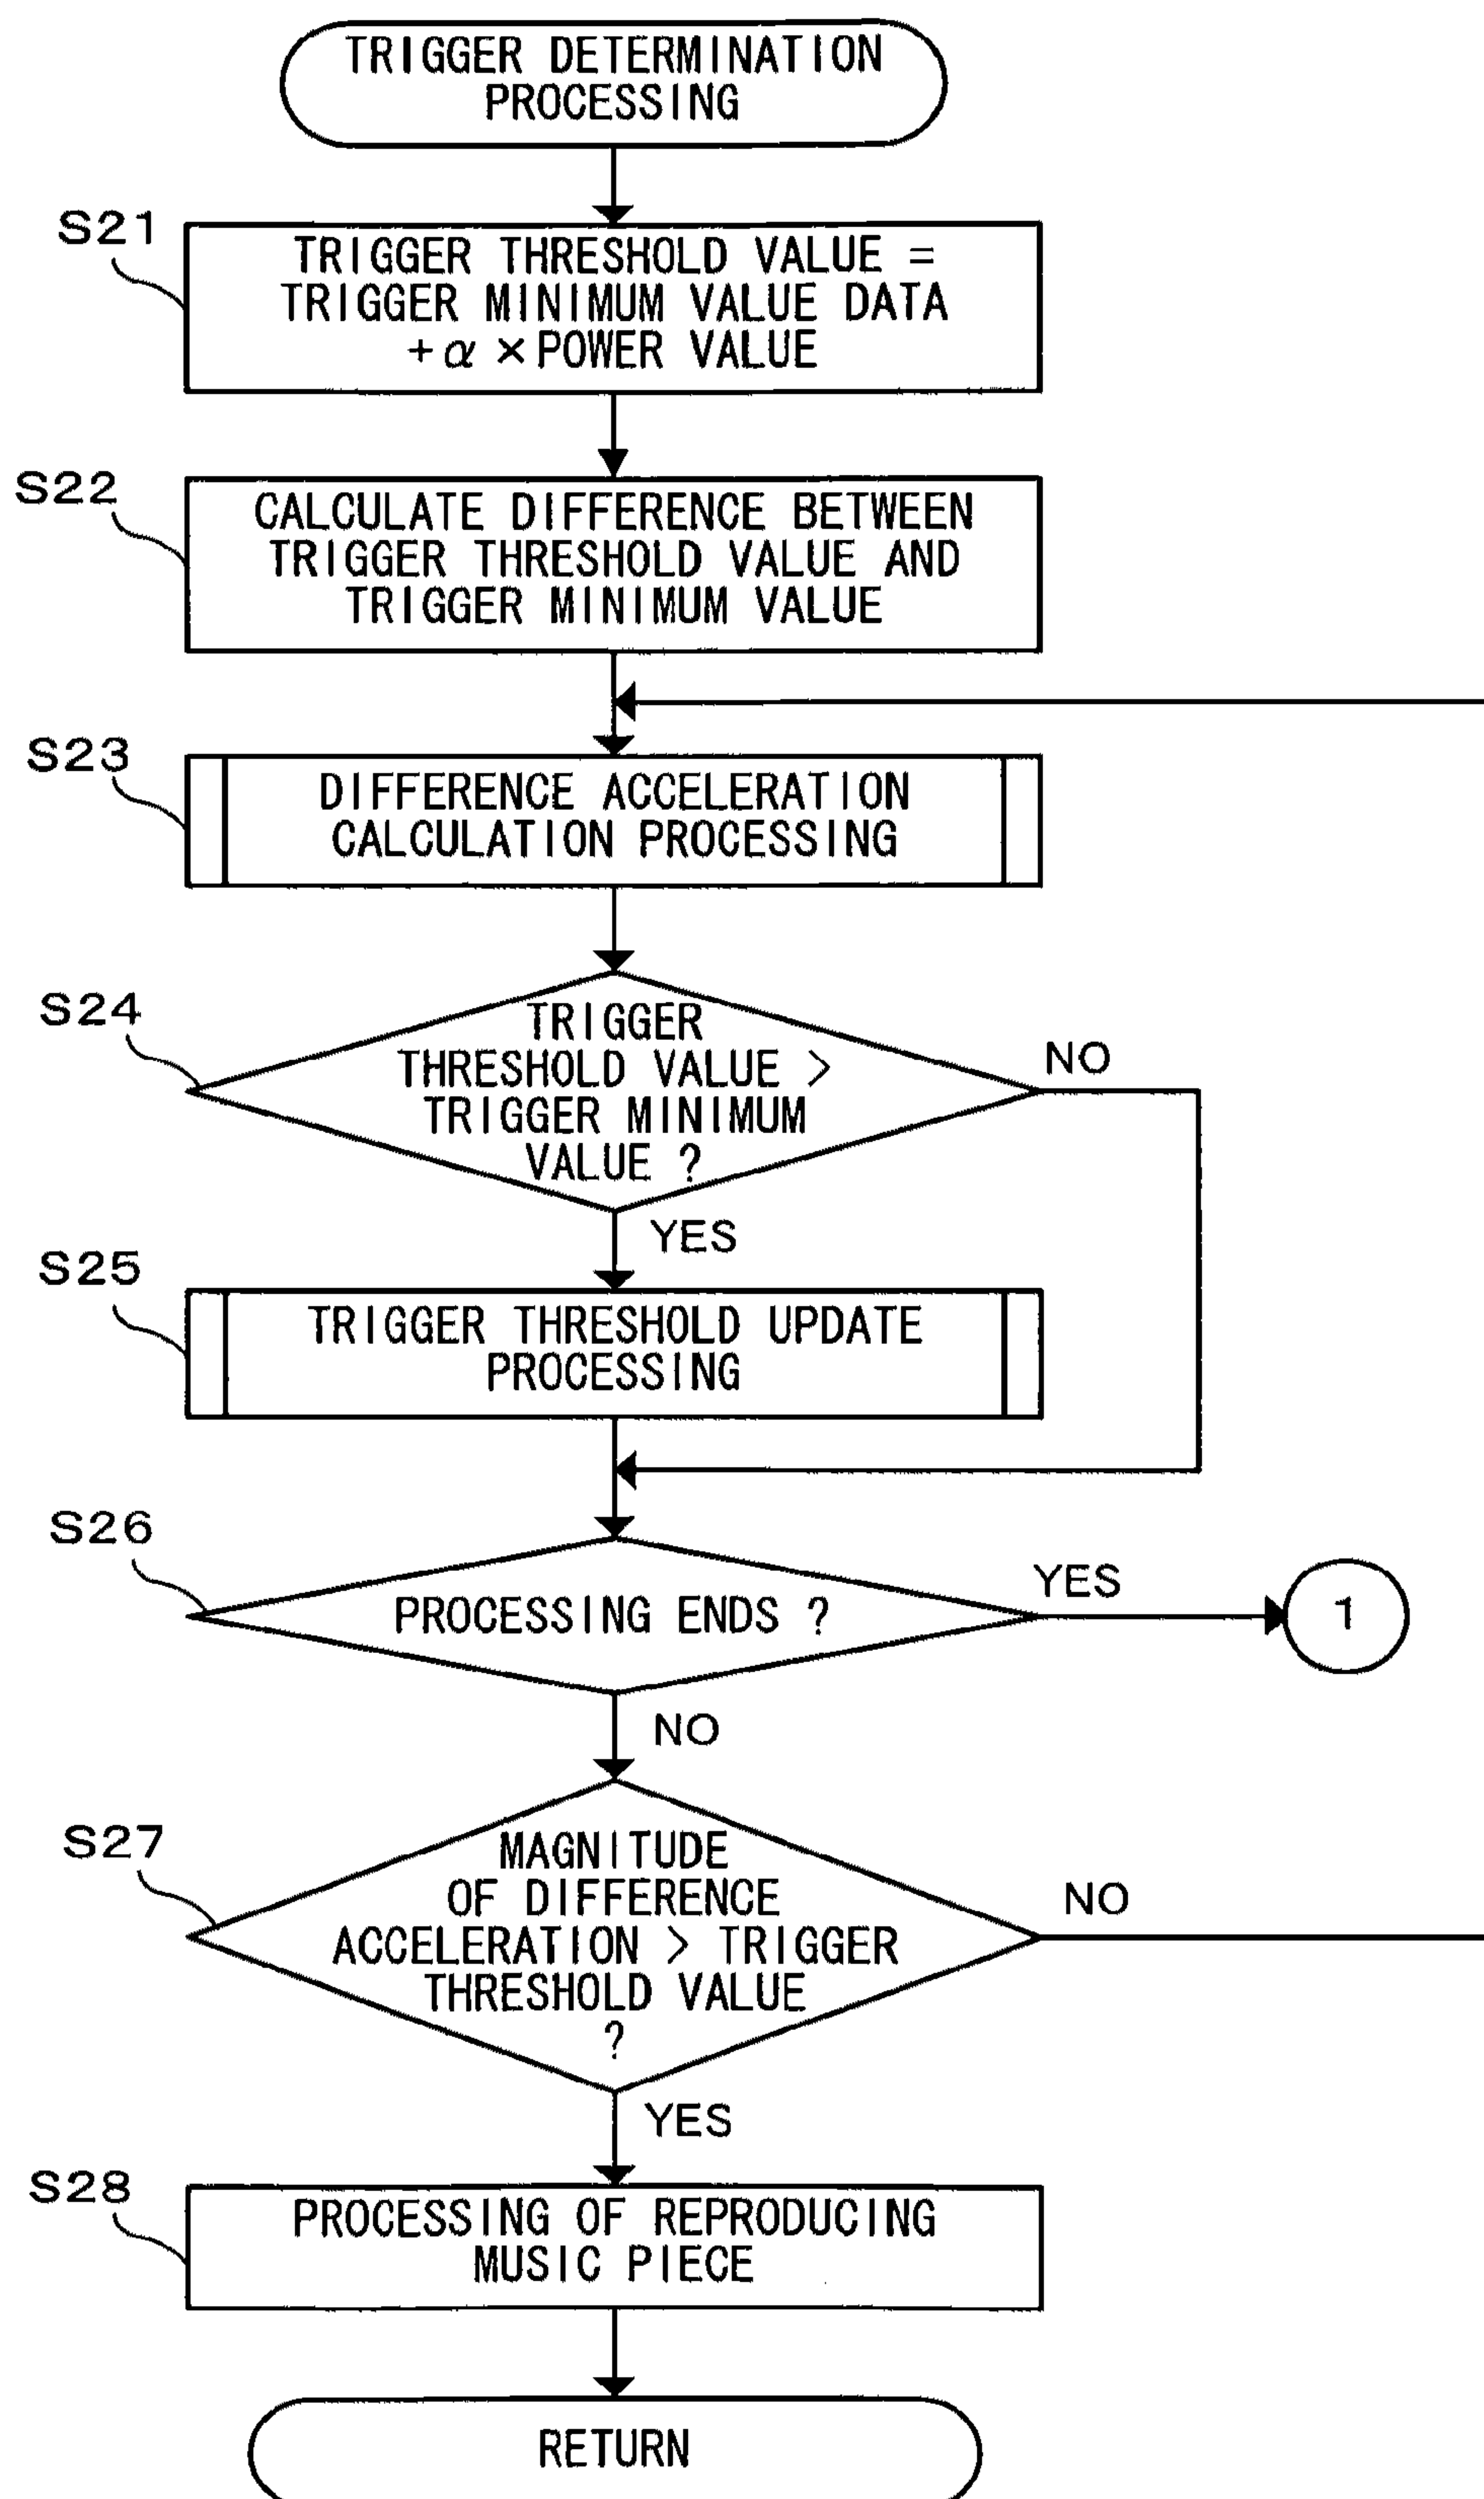 TRIGGER DETERMINATION
PROCESSING
S21
TRIGGER THRESHOLD VALUE =
TRIGGER MINIMUM VALUE DATA
+α×POWER VALUE
S22
CALCULATE DIFFERENCE BETWEEN
TRIGGER THRESHOLD VALUE AND
TRIGGER MINIMUM VALUE
S23
DIFFERENCE ACCELERATION
CALCULATION PROCESSING
S24
TRIGGER
THRESHOLD VALUE >
TRIGGER MINIMUM
VALUE ?
NO
YES
S25
TRIGGER THRESHOLD UPDATE
PROCESSING
S26
PROCESSING ENDS ?
YES
1
NO
S27
MAGNITUDE
OF DIFFERENCE
ACCELERATION > TRIGGER
THRESHOLD VALUE
?
NO
YES
S28
PROCESSING OF REPRODUCING
MUSIC PIECE
RETURN